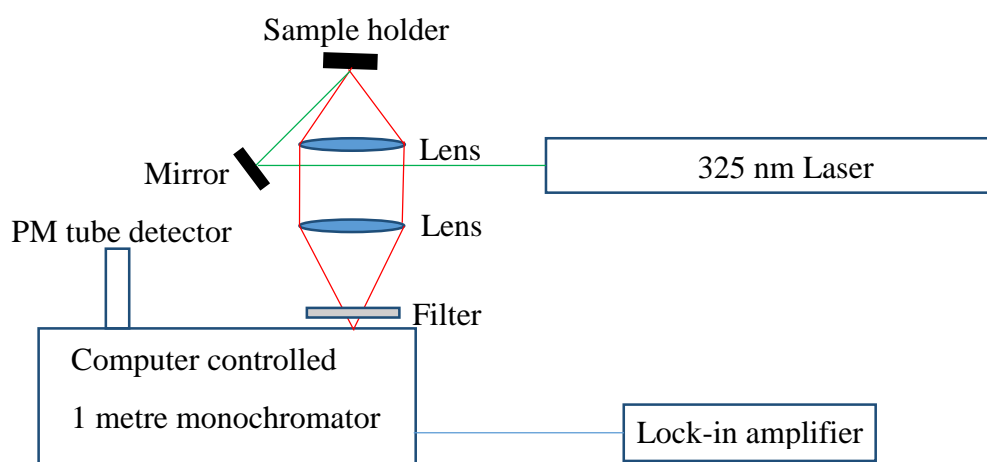 Sample holder
Lens
325 nm Laser
Mirror
Lens
PM tube detector
Filter
Computer controlled
1 metre monochromator
Lock-in amplifier